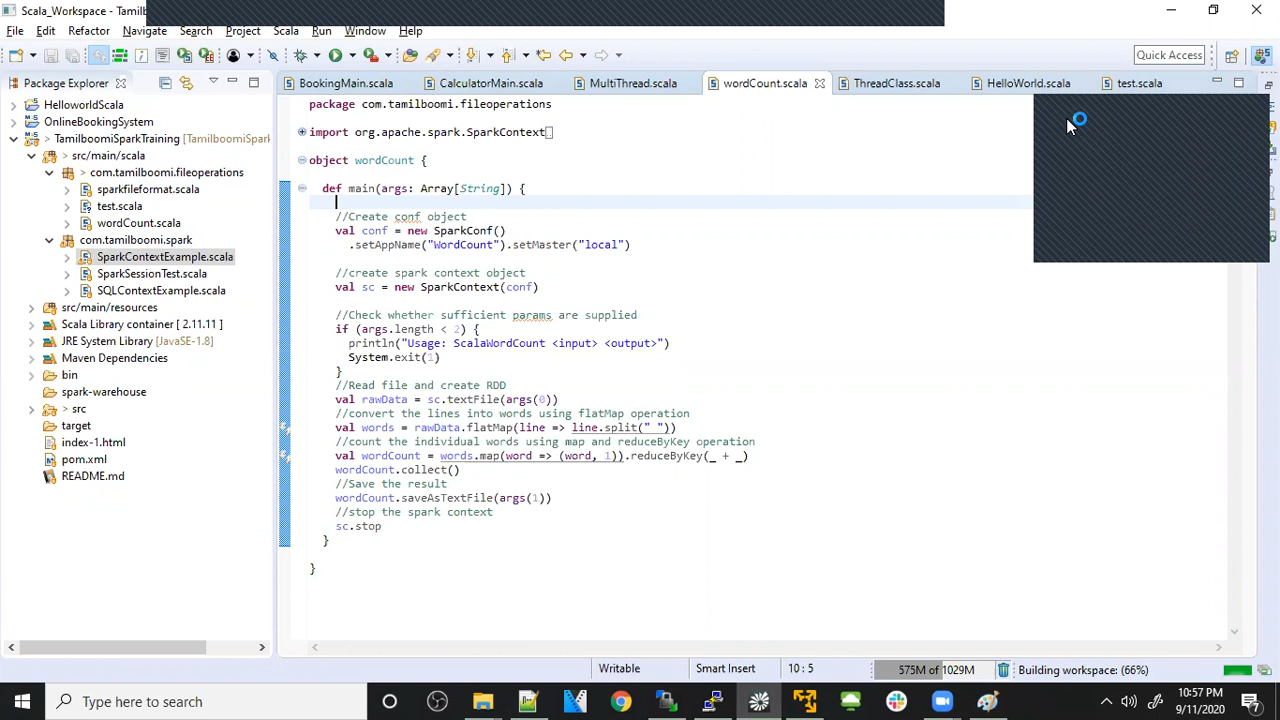 Scala_Workspace - Tamilb
File Edit Refactor Navigate Search Project Scala Run Window Help
Quick Access
Package Explorer
BookingMain.scala CalculatorMain.scala MultiThread.scala wordCount.scala ThreadClass.scala HelloWorld.scala test.scala
HelloworldScala
OnlineBookingSystem
> TamilboomiSparkTraining [TamilboomiSpark
> src/main/scala
> com.tamilboomi.fileoperations
sparkfileformat.scala
test.scala
wordCount.scala
com.tamilboomi.spark
SparkContextExample.scala
SparkSessionTest.scala
SQLContextExample.scala
src/main/resources
Scala Library container [ 2.11.11 ]
JRE System Library [JavaSE-1.8]
Maven Dependencies
bin
spark-warehouse
> src
target
index-1.html
pom.xml
README.md
package com.tamilboomi.fileoperations
import org.apache.spark.SparkContext
object wordCount {
def main(args: Array[String]) {
//Create conf object
val conf = new SparkConf()
.setAppName("WordCount").setMaster("local")
//create spark context object
val sc = new SparkContext(conf)
//Check whether sufficient params are supplied
if (args.length < 2) {
println("Usage: ScalaWordCount <input> <output>")
System.exit(1)
}
//Read file and create RDD
val rawData = sc.textFile(args(0))
//convert the lines into words using flatMap operation
val words = rawData.flatMap(line => line.split(" "))
//count the individual words using map and reduceByKey operation
val wordCount = words.map(word => (word, 1)).reduceByKey(_ + _)
wordCount.collect()
//Save the result
wordCount.saveAsTextFile(args(1))
//stop the spark context
sc.stop
}
}
Writable Smart Insert 10 : 5 575M of 1029M Building workspace: (66%)
Type here to search
10:57 PM
9/11/2020
7